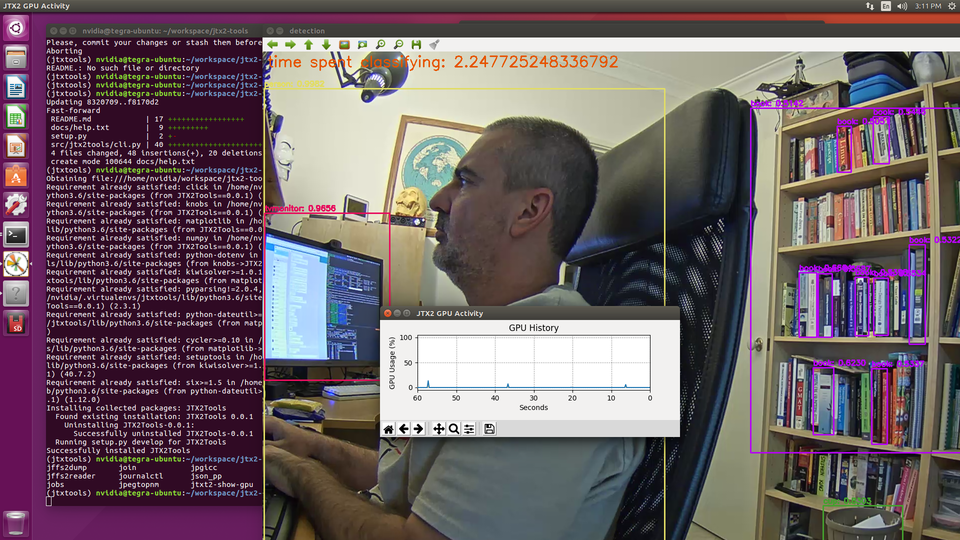 JTX2 GPU Activity
En
3:11 PM
nvidia@tegra-ubuntu: ~/workspace/jtx2-tools
Please, commit your changes or stash them before
Aborting
(jtxtools) nvidia@tegra-ubuntu:~/workspace/jtx2-
README.: No such file or directory
(jtxtools) nvidia@tegra-ubuntu:~/workspace/jtx2-
(jtxtools) nvidia@tegra-ubuntu:~/workspace/jtx2-
(jtxtools) nvidia@tegra-ubuntu:~/workspace/jtx2-
Updating 8320709..f8170d2
Fast-forward
README.md | 17 +++++++++++++++++
docs/help.txt | 9 +++++++++
setup.py | 2 +-
src/jtx2tools/cli.py | 40 ++++++++++++++++
4 files changed, 48 insertions(+), 20 deletions
create mode 100644 docs/help.txt
(jtxtools) nvidia@tegra-ubuntu:~/workspace/jtx2-
Obtaining file:///home/nvidia/workspace/jtx2-too
Requirement already satisfied: click in /home/nv
python3.6/site-packages (from JTX2Tools==0.0.1) (
Requirement already satisfied: knobs in /home/nv
python3.6/site-packages (from JTX2Tools==0.0.1) (
Requirement already satisfied: matplotlib in /ho
lib/python3.6/site-packages (from JTX2Tools==0.0
Requirement already satisfied: numpy in /home/nv
python3.6/site-packages (from JTX2Tools==0.0.1) (
Requirement already satisfied: python-dotenv in
ls/lib/python3.6/site-packages (from knobs->JTX2
Requirement already satisfied: kiwisolver>=1.0.1
xtools/lib/python3.6/site-packages (from matplot
Requirement already satisfied: pyparsing!=2.0.4,
/nvidia/.virtualenvs/jtxtools/lib/python3.6/site
Tools==0.0.1) (2.3.1)
Requirement already satisfied: python-dateutil>=
/jtxtools/lib/python3.6/site-packages (from matp
)
Requirement already satisfied: cycler>=0.10 in /
s/lib/python3.6/site-packages (from matplotlib->
Requirement already satisfied: setuptools in /ho
lib/python3.6/site-packages (from kiwisolver>=1.
1) (40.7.2)
Requirement already satisfied: six>=1.5 in /home
b/python3.6/site-packages (from python-dateutil>
.1) (1.12.0)
Installing collected packages: JTX2Tools
Found existing installation: JTX2Tools 0.0.1
Uninstalling JTX2Tools-0.0.1:
Successfully uninstalled JTX2Tools-0.0.1
Running setup.py develop for JTX2Tools
Successfully installed JTX2Tools
(jtxtools) nvidia@tegra-ubuntu:~/workspace/jtx2-
jffs2dump join jpgicc
jffs2reader journalctl json_pp
jobs jpegtopnm jtxt2-show-gpu
(jtxtools) nvidia@tegra-ubuntu:~/workspace/jtx2-
detection
time spent classifying: 2.247725248336792
tvmonitor: 0.9656
Linux
JTX2 GPU Activity
GPU History
GPU Usage (%)
100
50
0
60 50 40 30 20 10 0
Seconds
SD